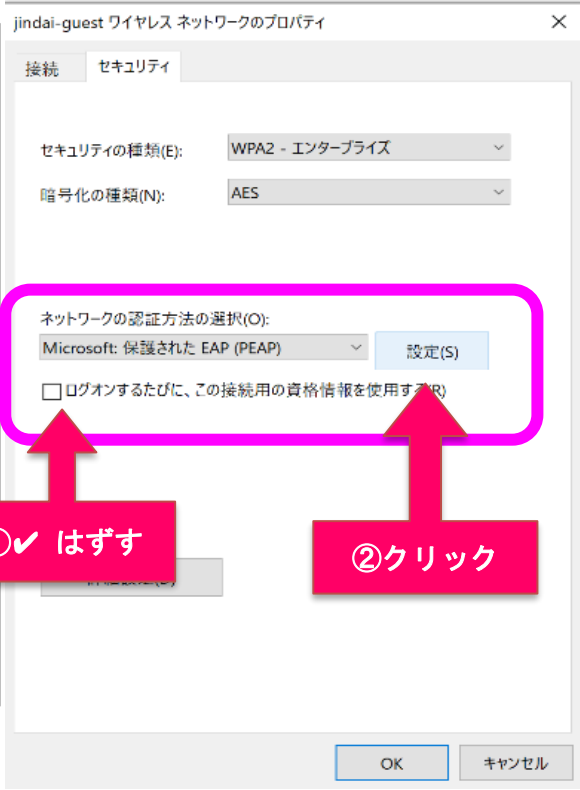 jindai-guest ワイヤレス ネットワークのプロパティ
接続 セキュリティ
セキュリティの種類(E): WPA2 - エンタープライズ
暗号化の種類(N): AES
ネットワークの認証方法の選択(O):
Microsoft: 保護された EAP (PEAP) 設定(S)
ログオンするたびに、この接続用の資格情報を使用する(R)
✔ はずす
②クリック
OK キャンセル